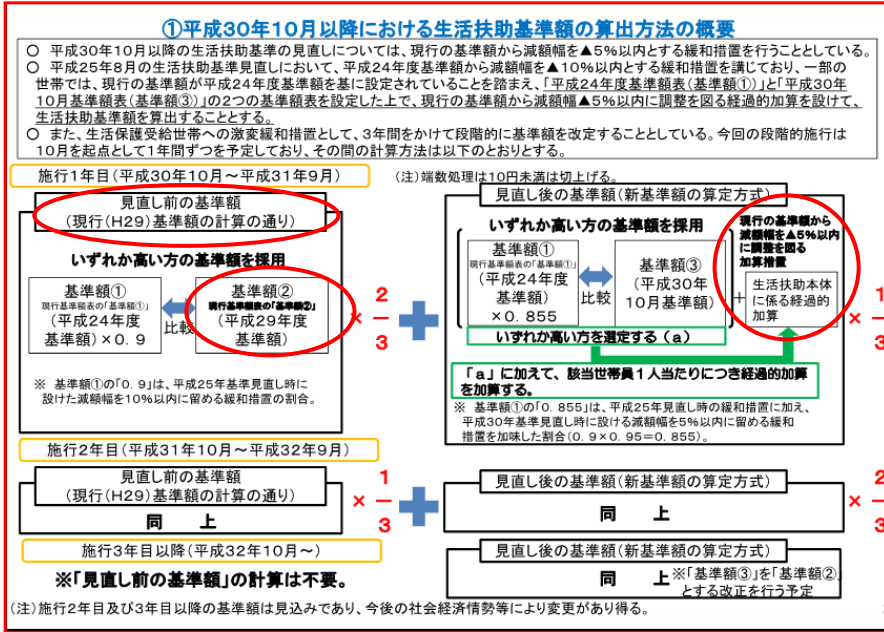 ①平成30年10月以降における生活扶助基準額の算出方法の概要
○ 平成30年10月以降の生活扶助基準の見直しについては、現行の基準額から減額幅を▲5%以内とする緩和措置を行うこととしている。
○ 平成25年8月の生活扶助基準見直しにおいて、平成24年度基準額から減額幅を▲10%とする緩和措置を講じており、一部の
世帯では、現行の基準額が平成24年度基準額を基に設定されていることを踏まえ、「平成24年度基準額表(基準額①)」と「平成30年
10月基準額表(基準額③)」の2つの基準額表を設定した上で、現行の基準額から減額幅▲5%以内に調整を図る経過的加算を設けて、
生活扶助基準額を算出することとする。
○ また、生活保護受給世帯への激変緩和措置として、3年間をかけて段階的に基準額を改定することとしている。今回の段階的施行は
10月を起点として1年間ずつを予定しており、その間の計算方法は以下のとおりとする。
施行1年目(平成30年10月~平成31年9月)
(注)端数処理は10円未満は切上げる。
見直し前の基準額
(現行(H29)基準額の計算の通り)
いずれか高い方の基準額を採用
基準額①
現行基準額表の「基準額①」
(平成24年度
基準額)×0.9
比較
基準額②
現行基準額表の「基準額②」
(平成29年度
基準額)
※ 基準額①の「0.9」は、平成25年基準見直し時に
設けた減額幅を10%以内に留める緩和措置の割合。
× 2
3
+
見直し後の基準額(新基準額の算定方式)
いずれか高い方の基準額を採用
基準額①
現行基準額表の「基準額①」
(平成24年度
基準額)
×0.855
比較
基準額③
(平成30年
10月基準額)
いずれか高い方を選定する(a)
+
現行の基準額から
減額幅を▲5%以内
に調整を図る
加算措置
生活扶助本体
に係る経過的
加算
「a」に加えて、該当世帯員1人当たりにつき経過的加算
を加算する。
※ 基準額①の「0.855」は、平成25年見直し時の緩和措置に加え、
平成30年基準見直し時に設ける減額幅を5%以内に留める緩和
措置を加味した割合(0.9×0.95=0.855)。
× 1
3
施行2年目(平成31年10月~平成32年9月)
見直し前の基準額
(現行(H29)基準額の計算の通り)
同 上
× 1
3
+
見直し後の基準額(新基準額の算定方式)
同 上
× 2
3
施行3年目以降(平成32年10月~)
※「見直し前の基準額」の計算は不要。
見直し後の基準額(新基準額の算定方式)
同 上
※「基準額③」を「基準額②」
とする改正を行う予定
(注)施行2年目及び3年目以降の基準額は見込みであり、今後の社会経済情勢等により変更があり得る。